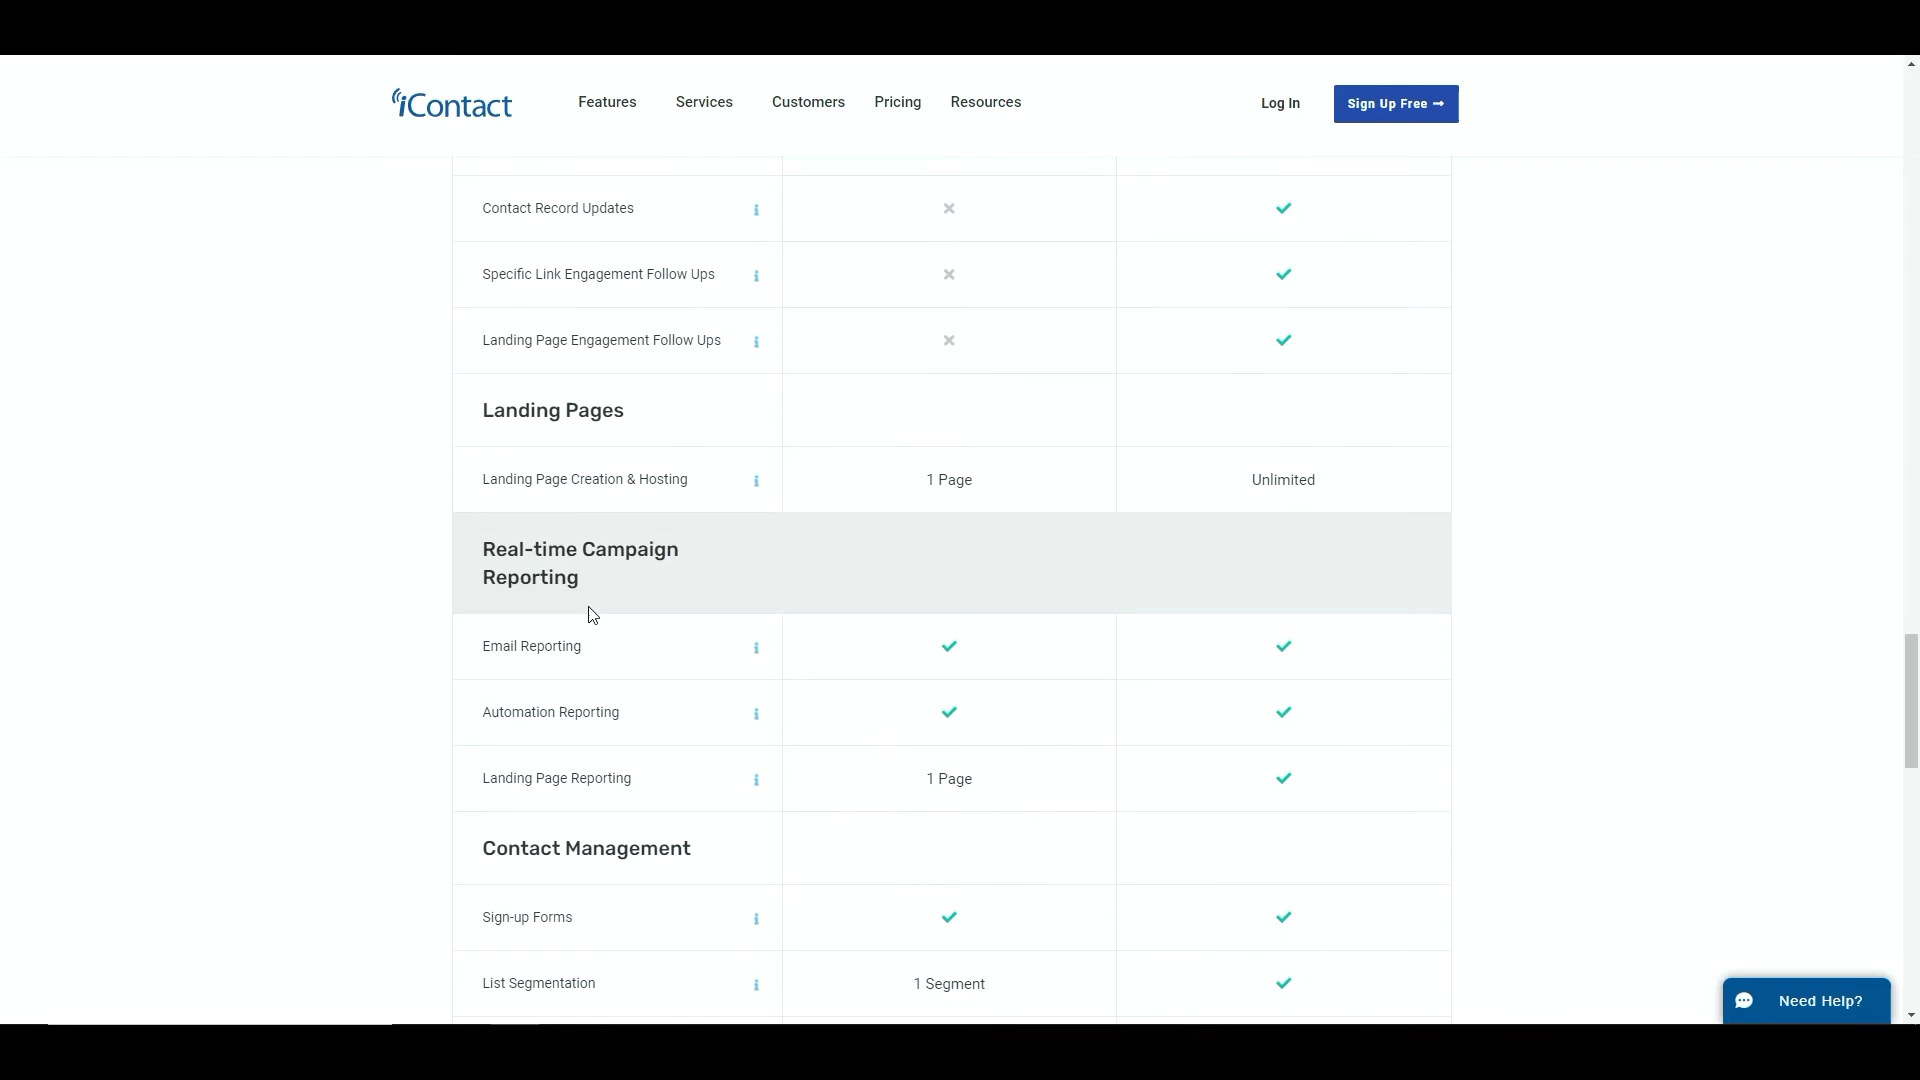 iContact
Features Services Customers Pricing Resources Log In Sign Up Free →
Contact Record Updates
Specific Link Engagement Follow Ups
Landing Page Engagement Follow Ups
Landing Pages
Landing Page Creation & Hosting 1 Page Unlimited
Real-time Campaign
Reporting
Email Reporting
Automation Reporting
Landing Page Reporting 1 Page
Contact Management
Sign-up Forms
List Segmentation 1 Segment
Need Help?